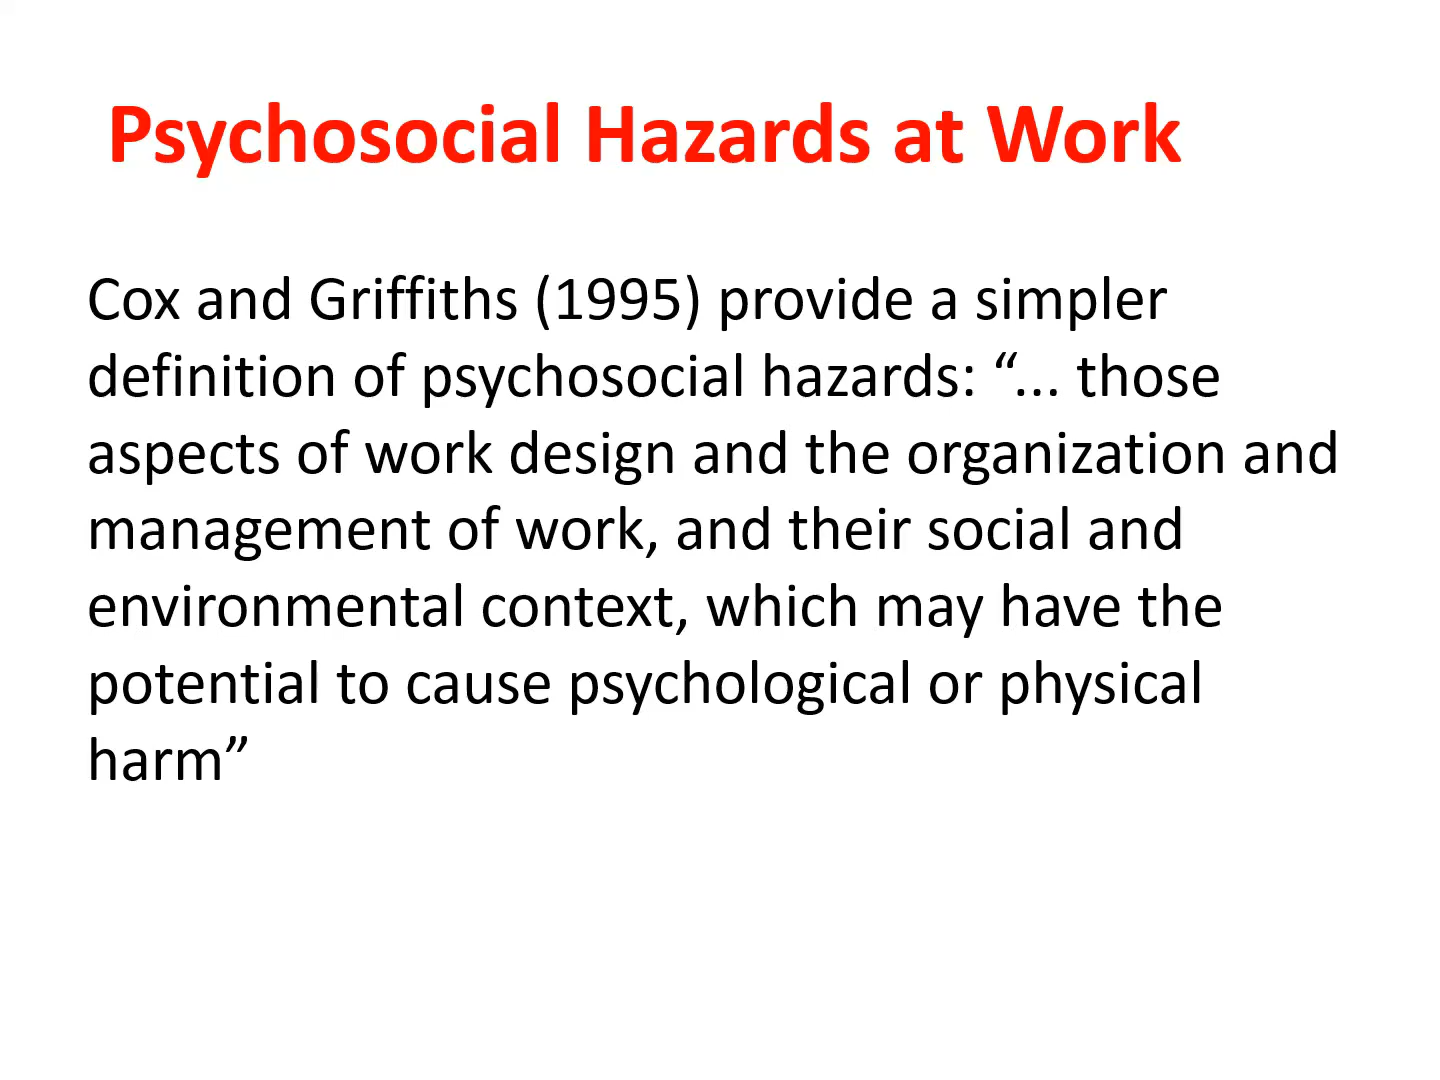 Psychosocial Hazards at Work
Cox and Griffiths (1995) provide a simpler
definition of psychosocial hazards: “... those
aspects of work design and the organization and
management of work, and their social and
environmental context, which may have the
potential to cause psychological or physical
harm”